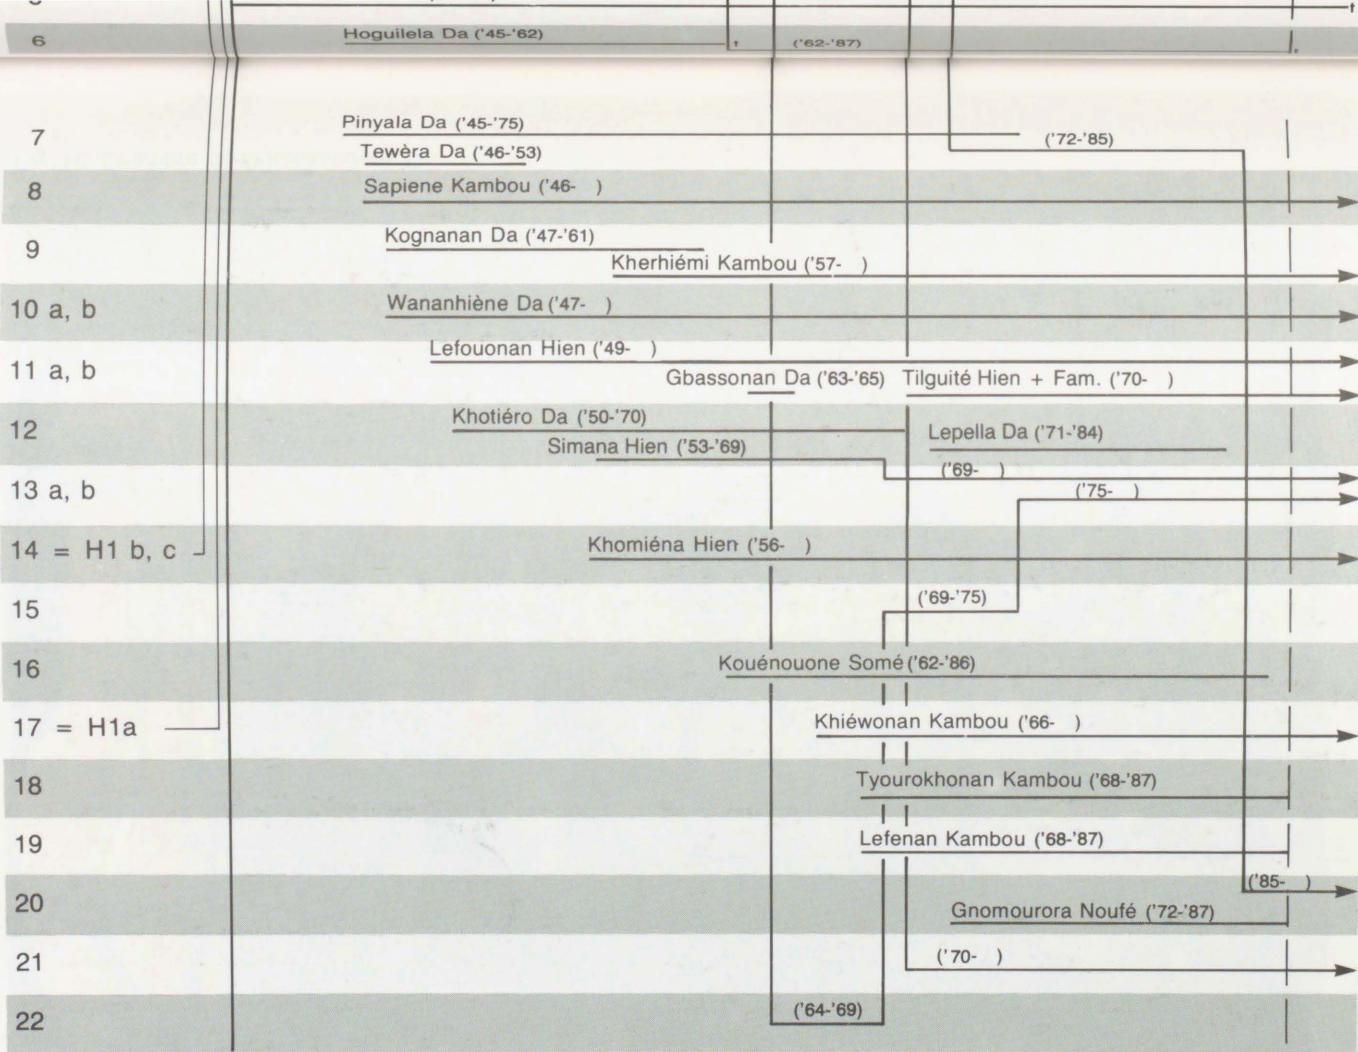 6 Hoguilela Da ('45-'62) † ('62-'87)
7 Pinyala Da ('45-'75) ('72-'85)
Tewèra Da ('46-'53)
8 Sapiene Kambou ('46- )
9 Kognanan Da ('47-'61)
Kherhiémi Kambou ('57- )
10 a, b Wananhiène Da ('47- )
Lefouonan Hien ('49- )
11 a, b Gbassonan Da ('63-'65) Tilguité Hien + Fam. ('70- )
12 Khotiéro Da ('50-'70) Lepella Da ('71-'84)
Simana Hien ('53-'69)
('69- )
13 a, b ('75- )
14 = H1 b, c Khomiéna Hien ('56- )
15 ('69-'75)
16 Kouénouone Somé ('62-'86)
17 = H1a Khiéwonan Kambou ('66- )
18 Tyourokhonan Kambou ('68-'87)
19 Lefenan Kambou ('68-'87)
('85- )
20 Gnomourora Noufé ('72-'87)
21 ('70- )
22 ('64-'69)